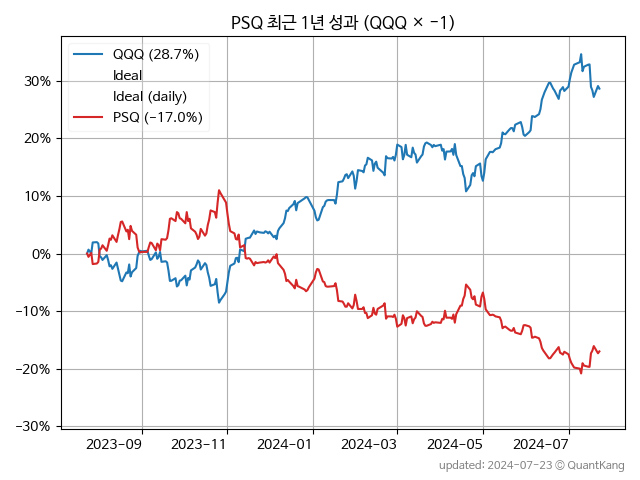 PSQ 최근 1년 성과 (QQQ × −1)
QQQ (28.7%)
Ideal
Ideal (daily)
PSQ (−17.0%)
30%
20%
10%
0%
−10%
−20%
−30%
2023-09
2023-11
2024-01
2024-03
2024-05
2024-07
updated: 2024-07-23 © QuantKang